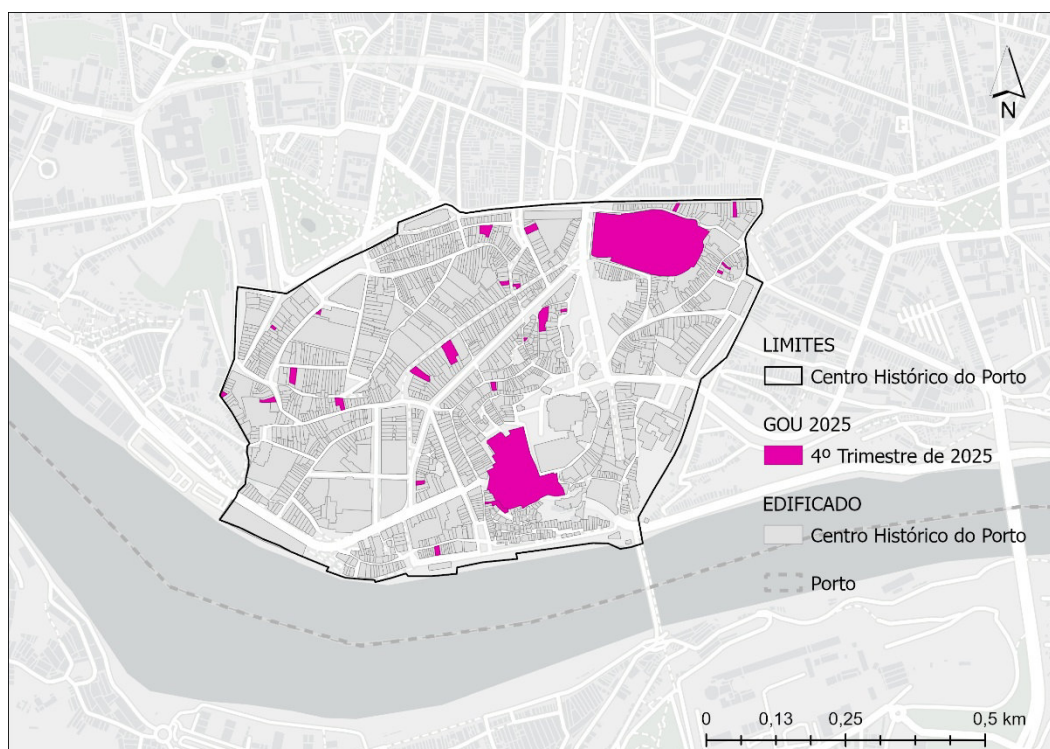 N
LIMITES
Centro Histórico do Porto
GOU 2025
4º Trimestre de 2025
EDIFICADO
Centro Histórico do Porto
Porto
0 0,13 0,25 0,5 km